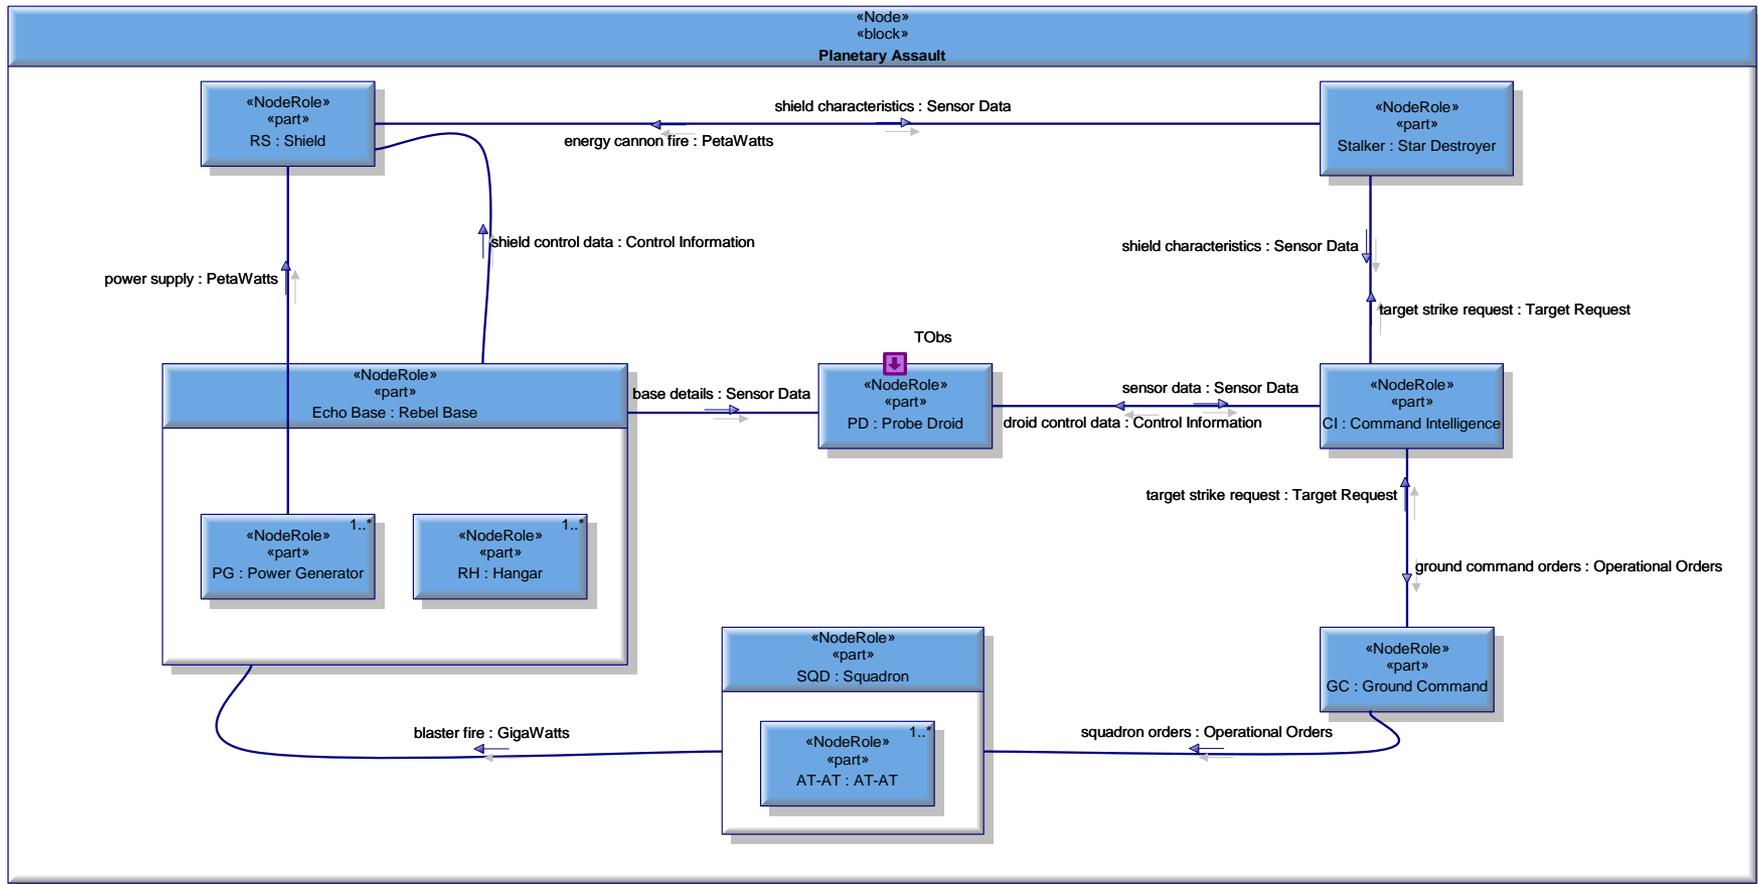 «Node»
«block»
Planetary Assault
«NodeRole»
«part»
RS : Shield
shield characteristics : Sensor Data
energy cannon fire : PetaWatts
«NodeRole»
«part»
Stalker : Star Destroyer
shield control data : Control Information
power supply : PetaWatts
shield characteristics : Sensor Data
target strike request : Target Request
«NodeRole»
«part»
Echo Base : Rebel Base
base details : Sensor Data
TObs
«NodeRole»
«part»
PD : Probe Droid
sensor data : Sensor Data
droid control data : Control Information
«NodeRole»
«part»
CI : Command Intelligence
1..*
«NodeRole»
«part»
PG : Power Generator
1..*
«NodeRole»
«part»
RH : Hangar
target strike request : Target Request
ground command orders : Operational Orders
«NodeRole»
«part»
SQD : Squadron
«NodeRole»
«part»
GC : Ground Command
blaster fire : GigaWatts
1..*
«NodeRole»
«part»
AT-AT : AT-AT
squadron orders : Operational Orders